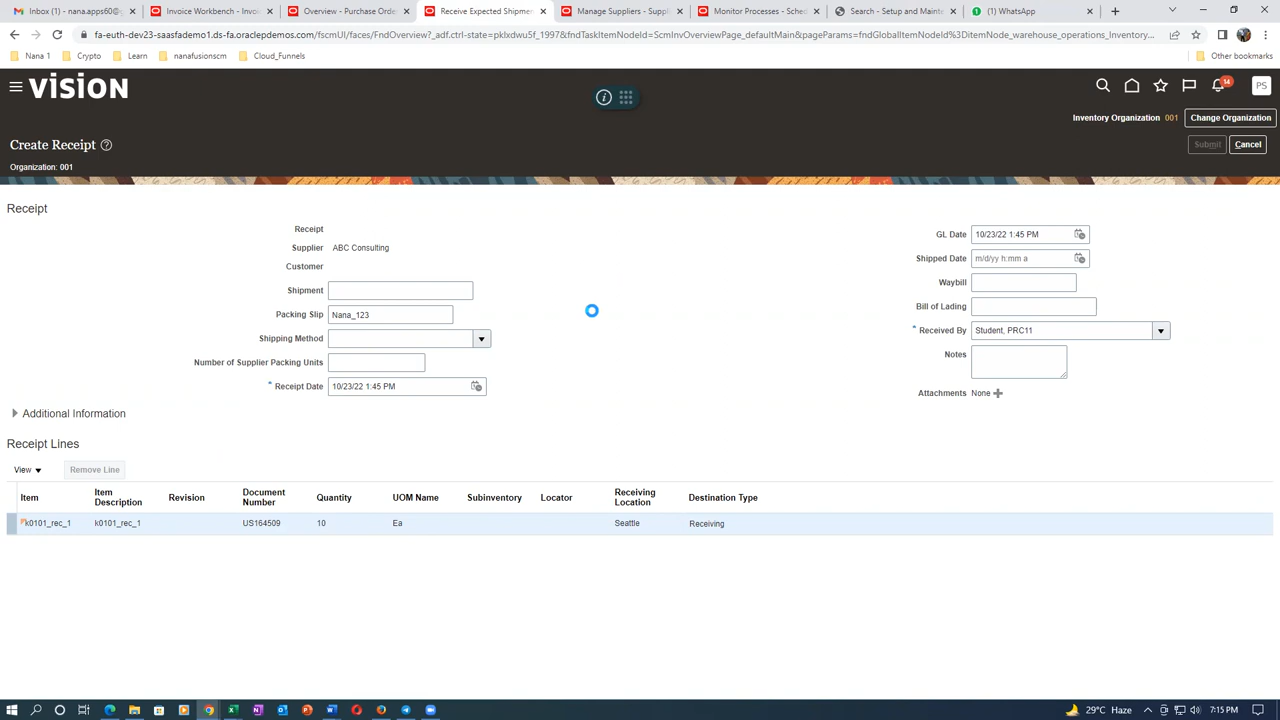 Inbox (1) - nana.apps60@g
Invoice Workbench - Invoi
Overview - Purchase Order
Receive Expected Shipme
Manage Suppliers - Suppl
Monitor Processes - Sche
Search - Setup and Mainte
(1) WhatsApp
fa-euth-dev23-saasfademo1.ds-fa.oraclepdemos.com/fscmUI/faces/FndOverview?_adf.ctrl-state=pklxdwu5f_1997&fndTaskItemNodeId=ScmInvOverviewPage_defaultMain&pageParams=fndGlobalItemNodeId%3DitemNode_warehouse_operations_Inventory...
Nana 1
Crypto
Learn
nanafusionscm
Cloud_Funnels
Other bookmarks
VISION
14
PS
Inventory Organization 001
Change Organization
Create Receipt
Submit
Cancel
Organization: 001
Receipt
Receipt
Supplier ABC Consulting
Customer
Shipment
Packing Slip Nana_123
Shipping Method
Number of Supplier Packing Units
* Receipt Date 10/23/22 1:45 PM
GL Date 10/23/22 1:45 PM
Shipped Date m/d/yy h:mm a
Waybill
Bill of Lading
* Received By Student, PRC11
Notes
Attachments None
Additional Information
Receipt Lines
View
Remove Line
Item
Item Description
Revision
Document Number
Quantity
UOM Name
Subinventory
Locator
Receiving Location
Destination Type
k0101_rec_1
k0101_rec_1
US164509
10
Ea
Seattle
Receiving
29°C Haze
7:15 PM